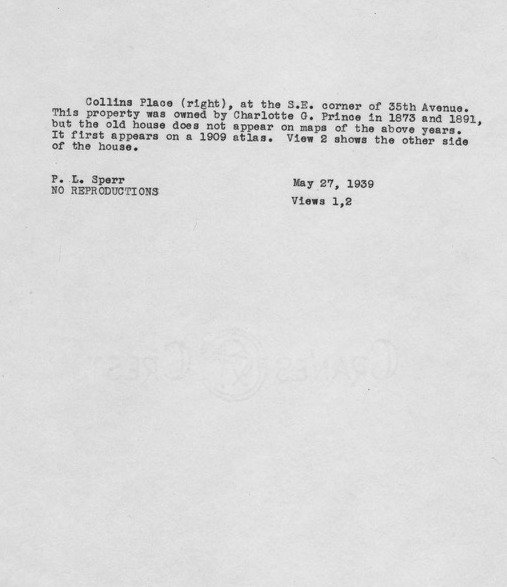 Collins Place (right), at the S.E. corner of 35th Avenue.
This property was owned by Charlotte G. Prince in 1873 and 1891,
but the old house does not appear on maps of the above years.
It first appears on a 1909 atlas. View 2 shows the other side
of the house.
P. L. Sperr
NO REPRODUCTIONS
May 27, 1939
Views 1,2
CRANE'S CREST